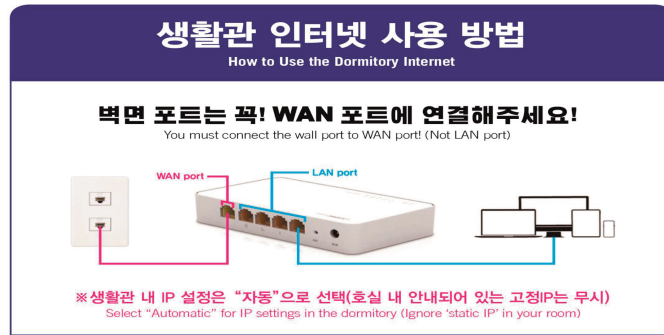 생활관 인터넷 사용 방법
How to Use the Dormitory Internet
벽면 포트는 꼭! WAN 포트에 연결해주세요!
You must connect the wall port to WAN port! (Not LAN port)
WAN port
LAN port
※생활관 내 IP 설정은 “자동”으로 선택(호실 내 안내되어 있는 고정IP는 무시)
Select “Automatic” for IP settings in the dormitory (Ignore ‘static IP’ in your room)